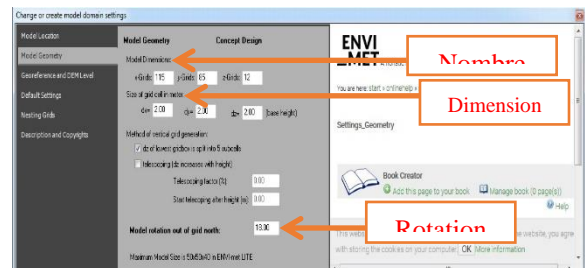 Change or create model domain settings
Model Location
Model Geometry
Georeference and DEM Level
Default Settings
Nesting Grids
Description and Copyrights
Model Geometry Concept Design
Model Dimensions:
x-Grids: 115 y-Grids: 85 z-Grids: 12
Size of grid cell in meter
dx= 2.00 dy= 2.00 dz= 2.00 (base height)
Method of vertical grid generation:
dz of lowest gridbox is split into 5 subcells
telescoping (dz increases with height)
Telescoping factor (%): 0.00
Start telescoping after height (m): 0.00
Model rotation out of grid north: 18.00
Maximum Model Size is 50x50x40 in ENVI-met LITE
ENVI
MET
Nombre
You are here: start » onlinehelp »
Dimension
Settings_Geometry
Book Creator
Add this page to your book Manage book (0 page(s))
Help
Rotation
This website
website, you agree
with storing the cookies on your computer. OK More information